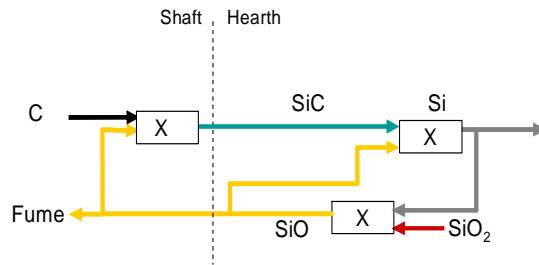 Shaft Hearth
SiC Si
C
X
X
X
Fume
SiO
SiO₂